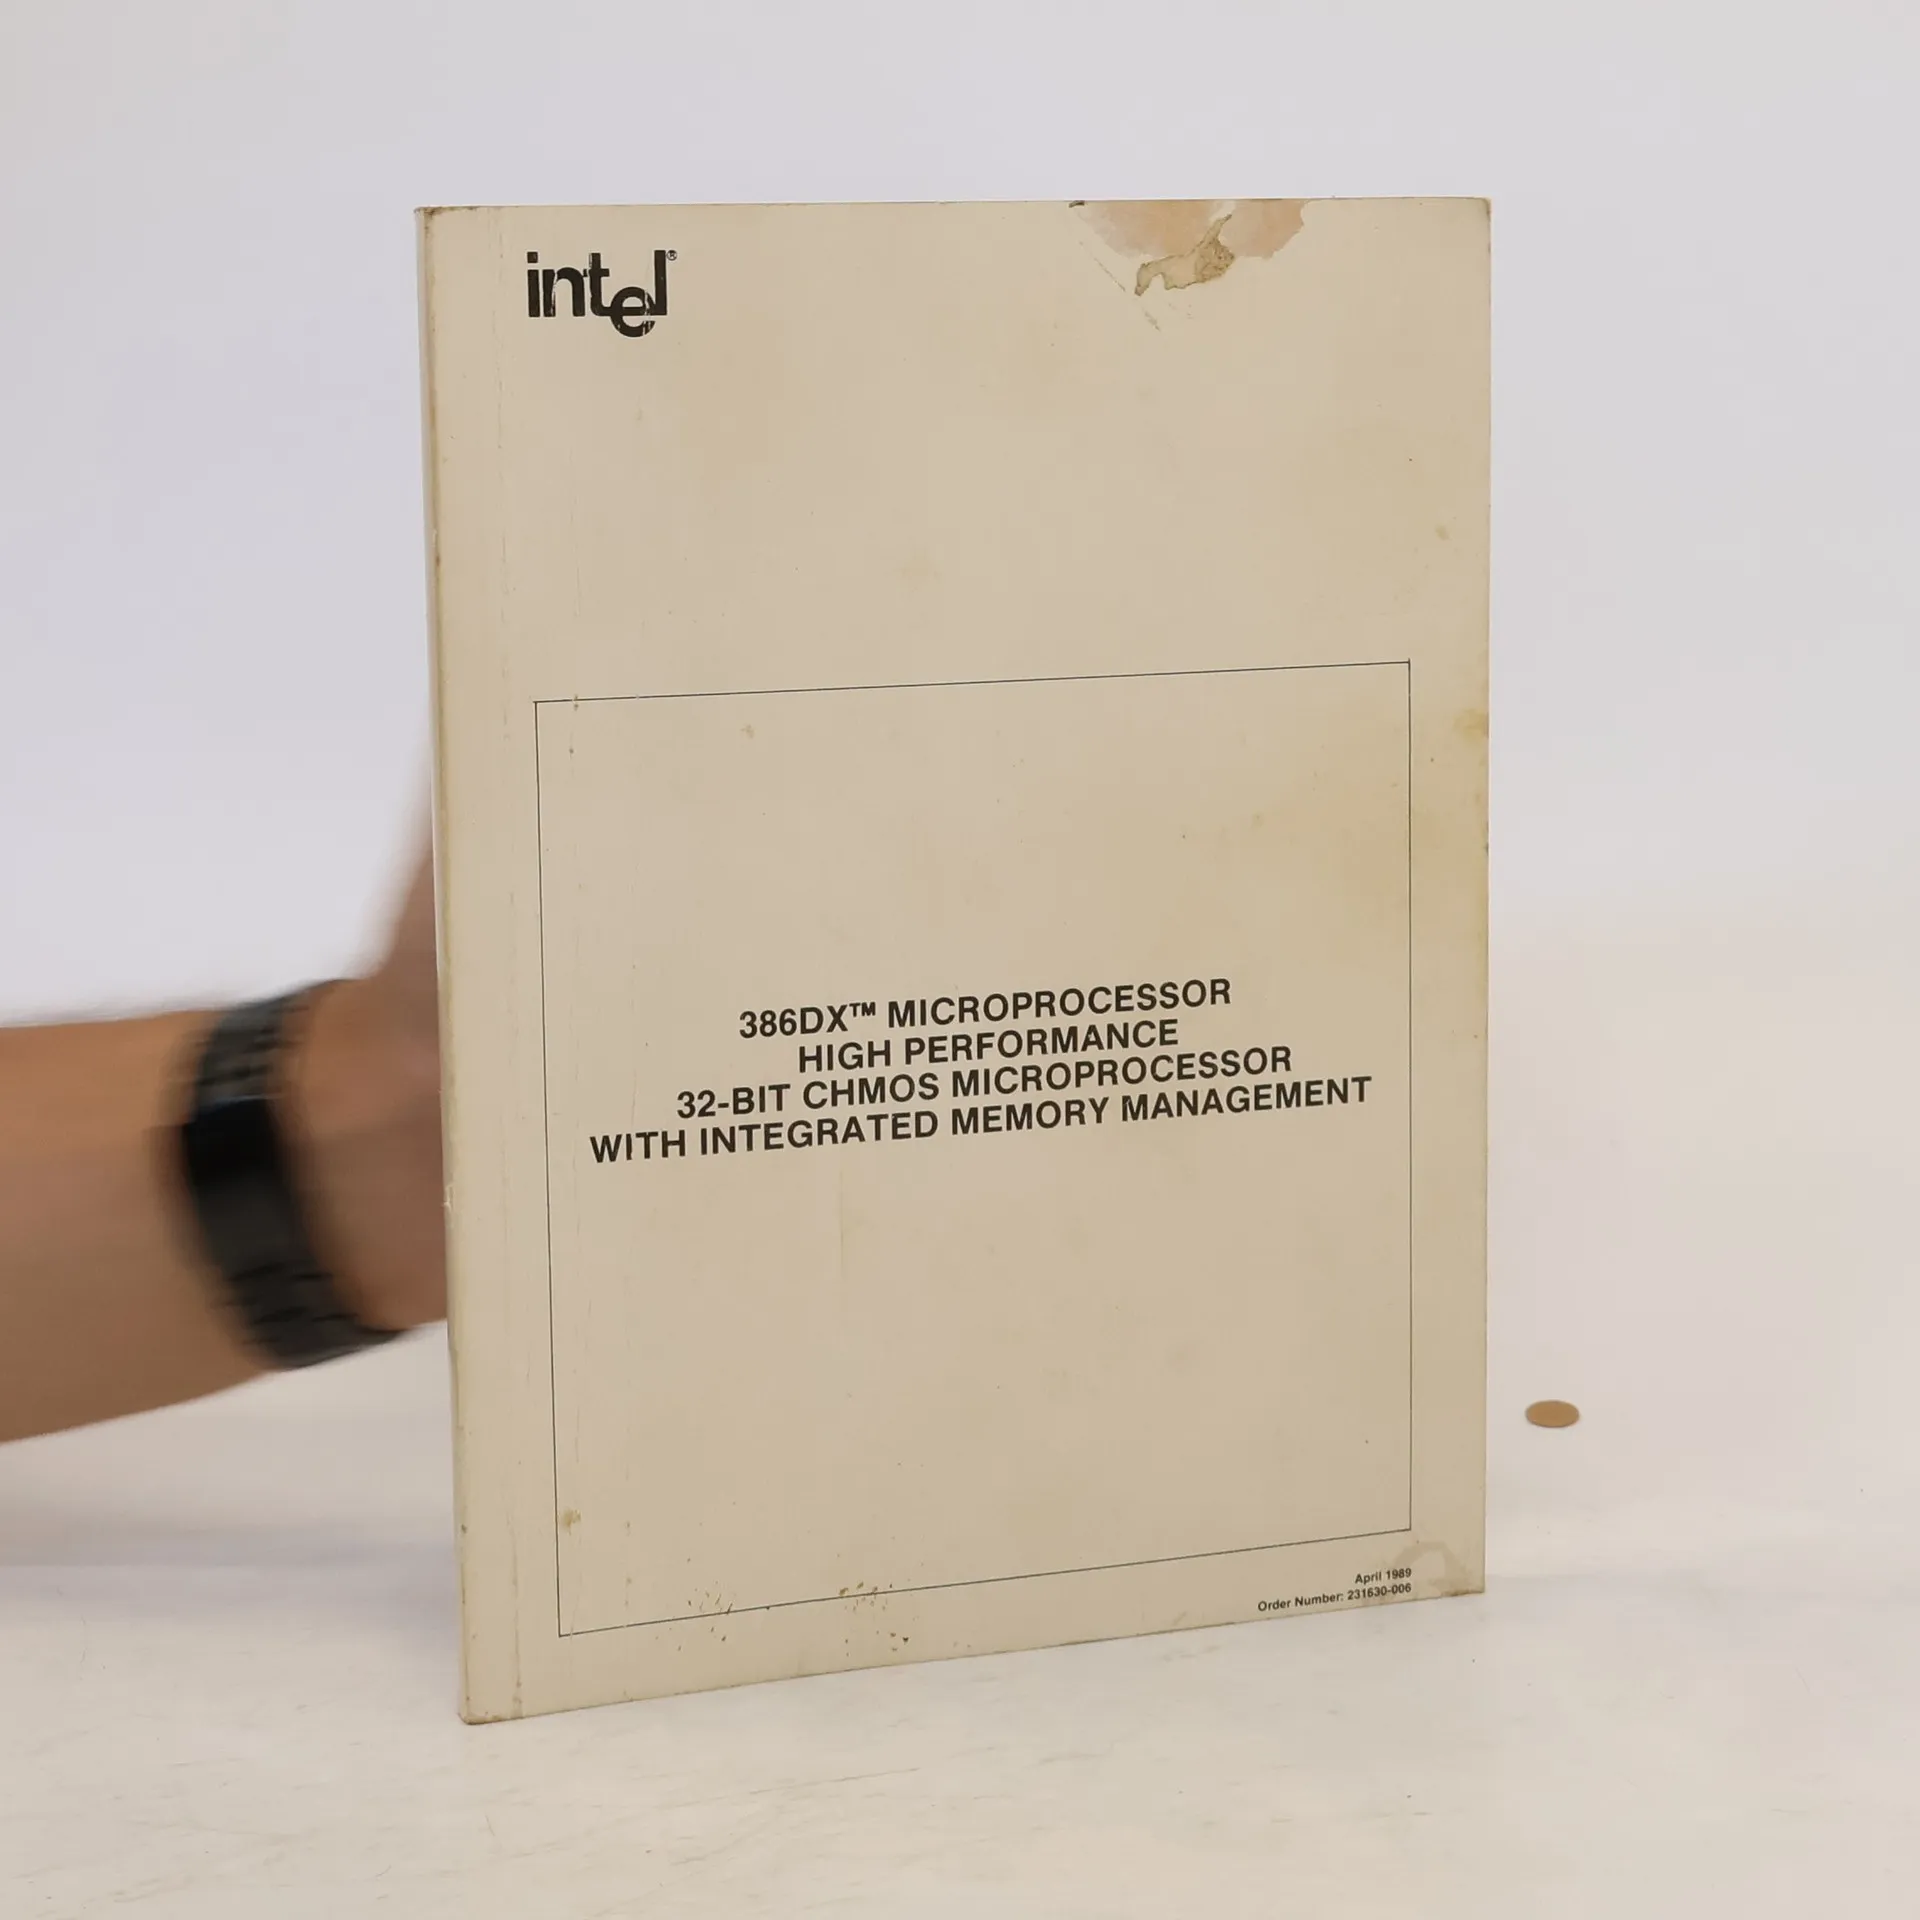 intel®
386DX™ MICROPROCESSOR
HIGH PERFORMANCE
32-BIT CHMOS MICROPROCESSOR
WITH INTEGRATED MEMORY MANAGEMENT
April 1989
Order Number: 231630-006